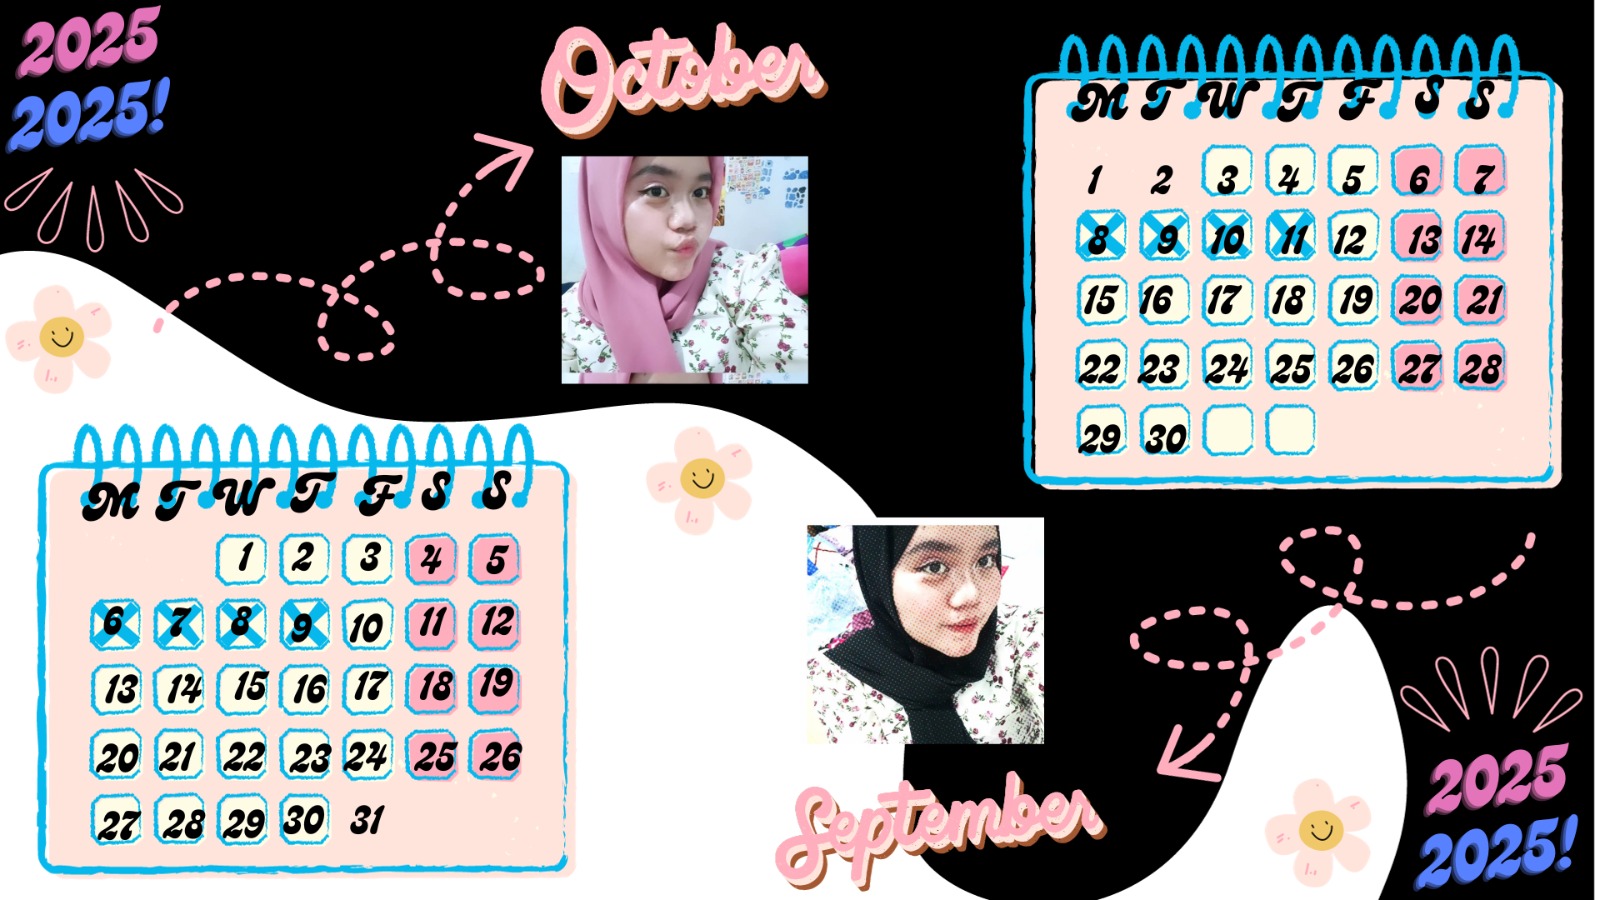 2025
2025!
October
M T W T F S S
1 2 3 4 5
6 7 8 9 10 11 12
13 14 15 16 17 18 19
20 21 22 23 24 25 26
27 28 29 30 31
M T W T F S S
1 2 3 4 5 6 7
8 9 10 11 12 13 14
15 16 17 18 19 20 21
22 23 24 25 26 27 28
29 30
September
2025
2025!